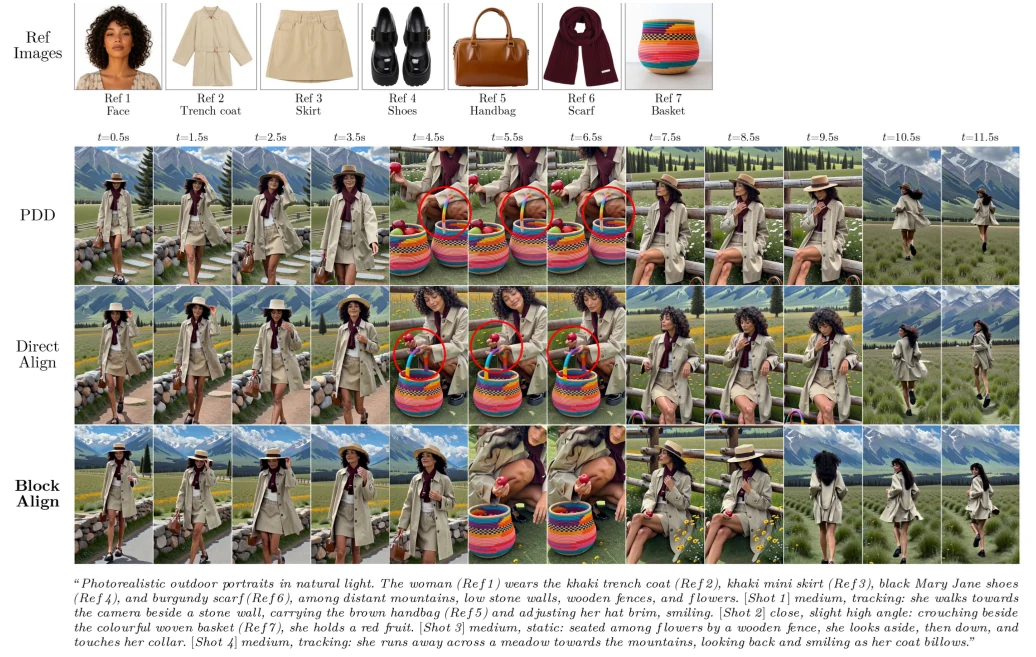 Ref Images
Ref 1 Face
Ref 2 Trench coat
Ref 3 Skirt
Ref 4 Shoes
Ref 5 Handbag
Ref 6 Scarf
Ref 7 Basket
t=0.5s t=1.5s t=2.5s t=3.5s t=4.5s t=5.5s t=6.5s t=7.5s t=8.5s t=9.5s t=10.5s t=11.5s
PDD
Direct Align
Block Align
“Photorealistic outdoor portraits in natural light. The woman (Ref 1) wears the khaki trench coat (Ref 2), khaki mini skirt (Ref 3), black Mary Jane shoes
(Ref 4), and burgundy scarf (Ref 6), among distant mountains, low stone walls, wooden fences, and flowers. [Shot 1] medium, tracking: she walks towards
the camera beside a stone wall, carrying the brown handbag (Ref 5) and adjusting her hat brim, smiling. [Shot 2] close, slight high angle: crouching beside
the colourful woven basket (Ref 7), she holds a red fruit. [Shot 3] medium, static: seated among flowers by a wooden fence, she looks aside, then down, and
touches her collar. [Shot 4] medium, tracking: she runs away across a meadow towards the mountains, looking back and smiling as her coat billows.”